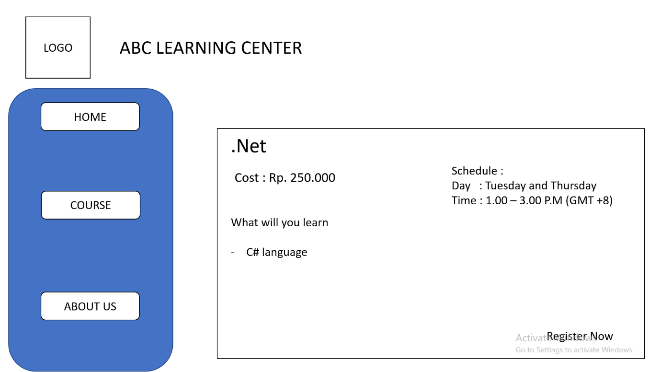 LOGO
ABC LEARNING CENTER
HOME
COURSE
ABOUT US
.Net
Cost : Rp. 250.000
What will you learn
- C# language
Schedule :
Day : Tuesday and Thursday
Time : 1.00 – 3.00 P.M (GMT +8)
Register Now
Activate Windows
Go to Settings to activate Windows